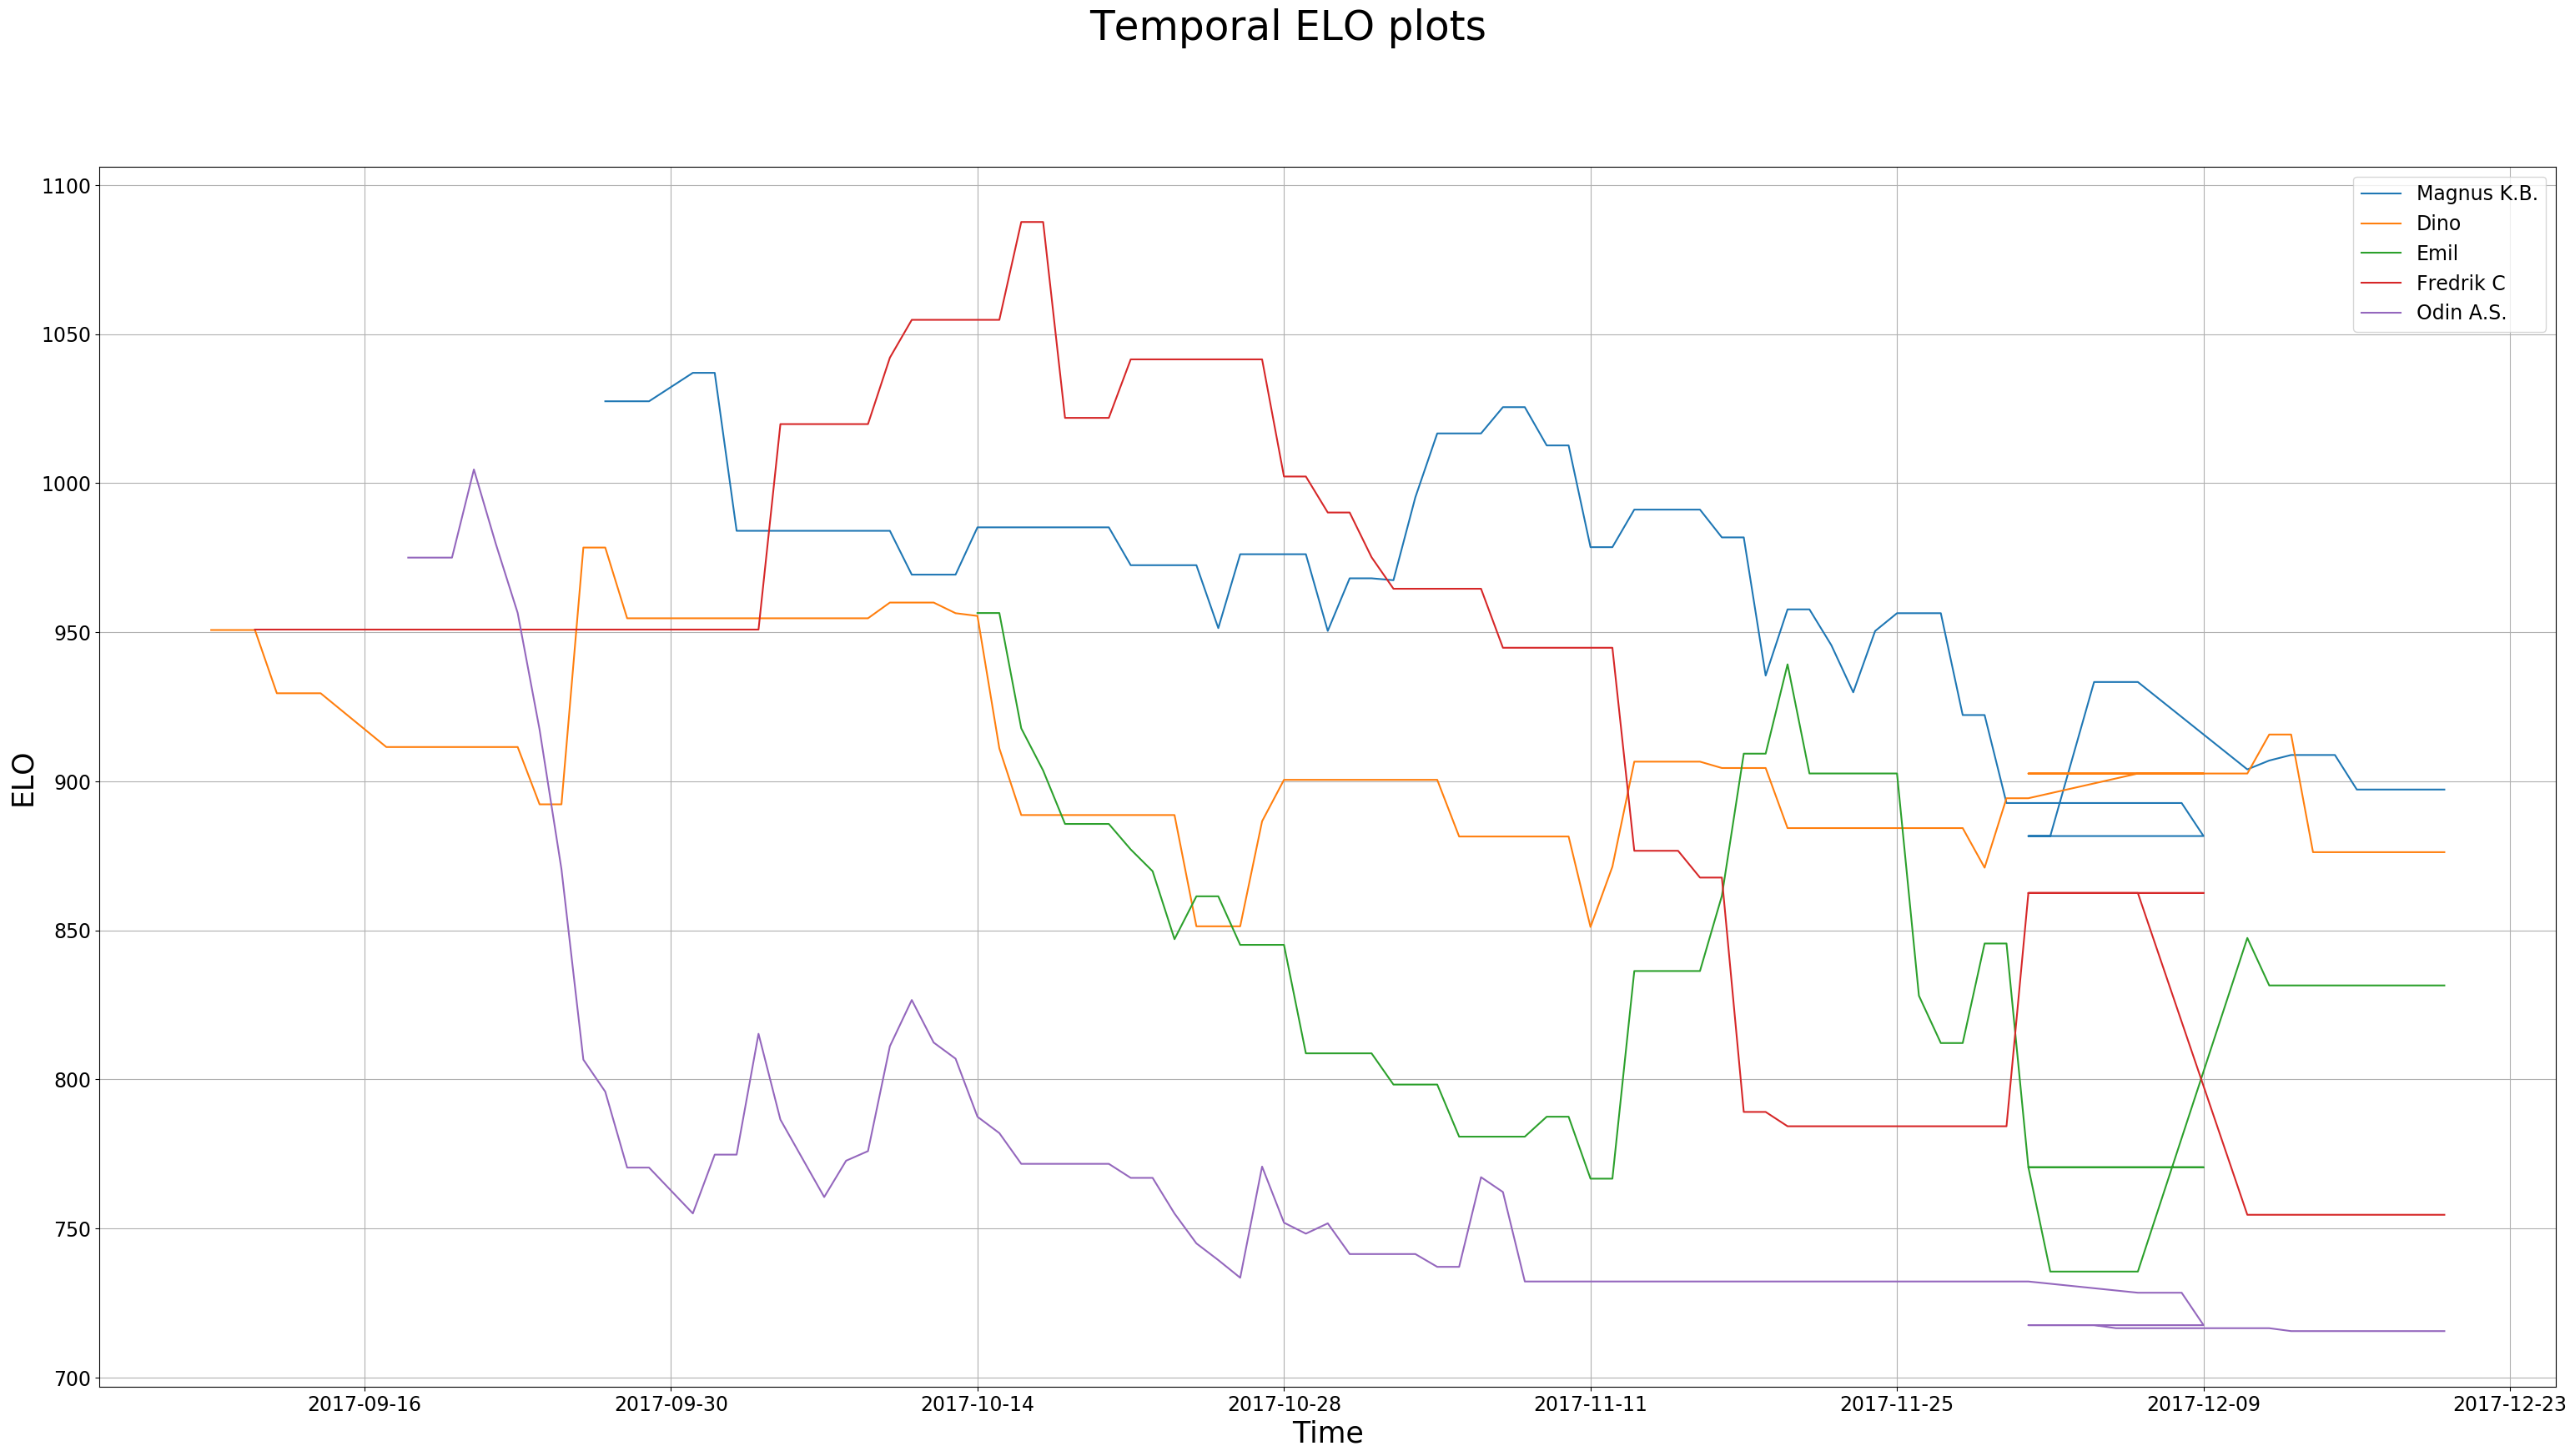 Temporal ELO plots
1100
1050
1000
950
900
850
800
750
700
ELO
Magnus K.B.
Dino
Emil
Fredrik C
Odin A.S.
2017-09-16 2017-09-30 2017-10-14 2017-10-28 2017-11-11 2017-11-25 2017-12-09 2017-12-23
Time